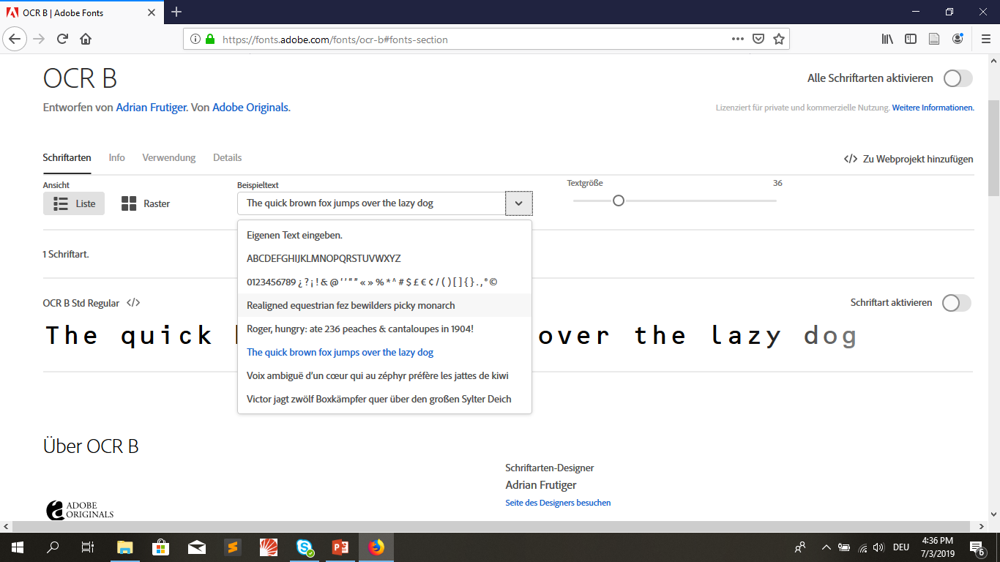 OCR B | Adobe Fonts
https://fonts.adobe.com/fonts/ocr-b#fonts-section
OCR B
Alle Schriftarten aktivieren
Entworfen von Adrian Frutiger. Von Adobe Originals.
Lizenziert für private und kommerzielle Nutzung. Weitere Informationen.
Schriftarten Info Verwendung Details
</> Zu Webprojekt hinzufügen
Ansicht
Beispieltext
Textgröße 36
Liste Raster
The quick brown fox jumps over the lazy dog
Eigenen Text eingeben.
1 Schriftart.
ABCDEFGHIJKLMNOPQRSTUVWXYZ
0123456789 ¿ ? ¡ ! & @ ‘ ’ “ ” « » % * ^ # $ £ € ¢ / ( ) [ ] { } . , ® ©
OCR B Std Regular </>
Realigned equestrian fez bewilders picky monarch
Schriftart aktivieren
The quick over the lazy dog
Roger, hungry: ate 236 peaches & cantaloupes in 1904!
The quick brown fox jumps over the lazy dog
Voix ambiguë d’un cœur qui au zéphyr préfère les jattes de kiwi
Victor jagt zwölf Boxkämpfer quer über den großen Sylter Deich
Über OCR B
Schriftarten-Designer
Adrian Frutiger
Seite des Designers besuchen
ADOBE
ORIGINALS
DEU
4:36 PM
7/3/2019
6